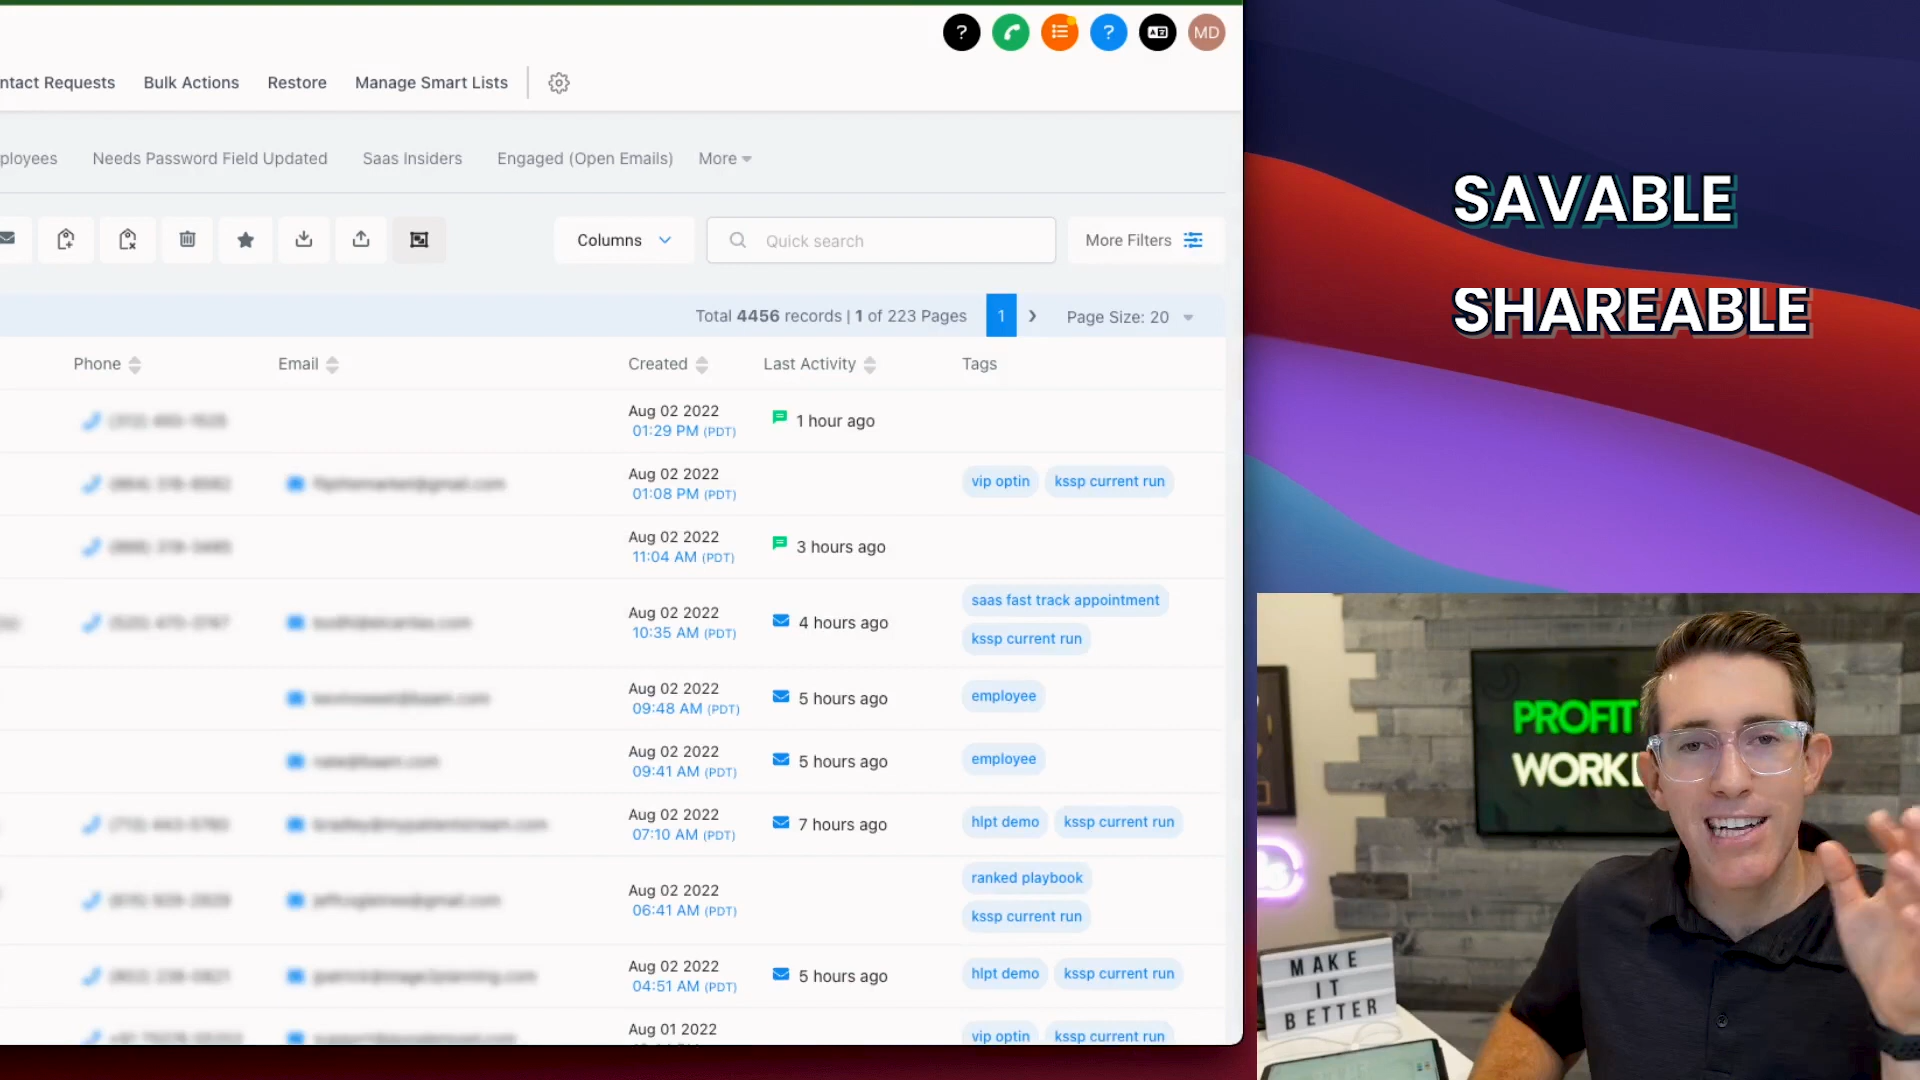 ? ? MD
ntact Requests Bulk Actions Restore Manage Smart Lists
ployees Needs Password Field Updated Saas Insiders Engaged (Open Emails) More
Columns Quick search More Filters
Total 4456 records | 1 of 223 Pages 1 > Page Size: 20
Phone Email Created Last Activity Tags
Aug 02 2022
01:29 PM (PDT)
1 hour ago
Aug 02 2022
01:08 PM (PDT)
vip optin kssp current run
Aug 02 2022
11:04 AM (PDT)
3 hours ago
Aug 02 2022
10:35 AM (PDT)
4 hours ago
saas fast track appointment
kssp current run
Aug 02 2022
09:48 AM (PDT)
5 hours ago
employee
Aug 02 2022
09:41 AM (PDT)
5 hours ago
employee
Aug 02 2022
07:10 AM (PDT)
7 hours ago
hlpt demo kssp current run
Aug 02 2022
06:41 AM (PDT)
ranked playbook
kssp current run
Aug 02 2022
04:51 AM (PDT)
5 hours ago
hlpt demo kssp current run
Aug 01 2022
vip optin kssp current run
SAVABLE
SHAREABLE
PROFIT
WORK
MAKE
IT
BETTER